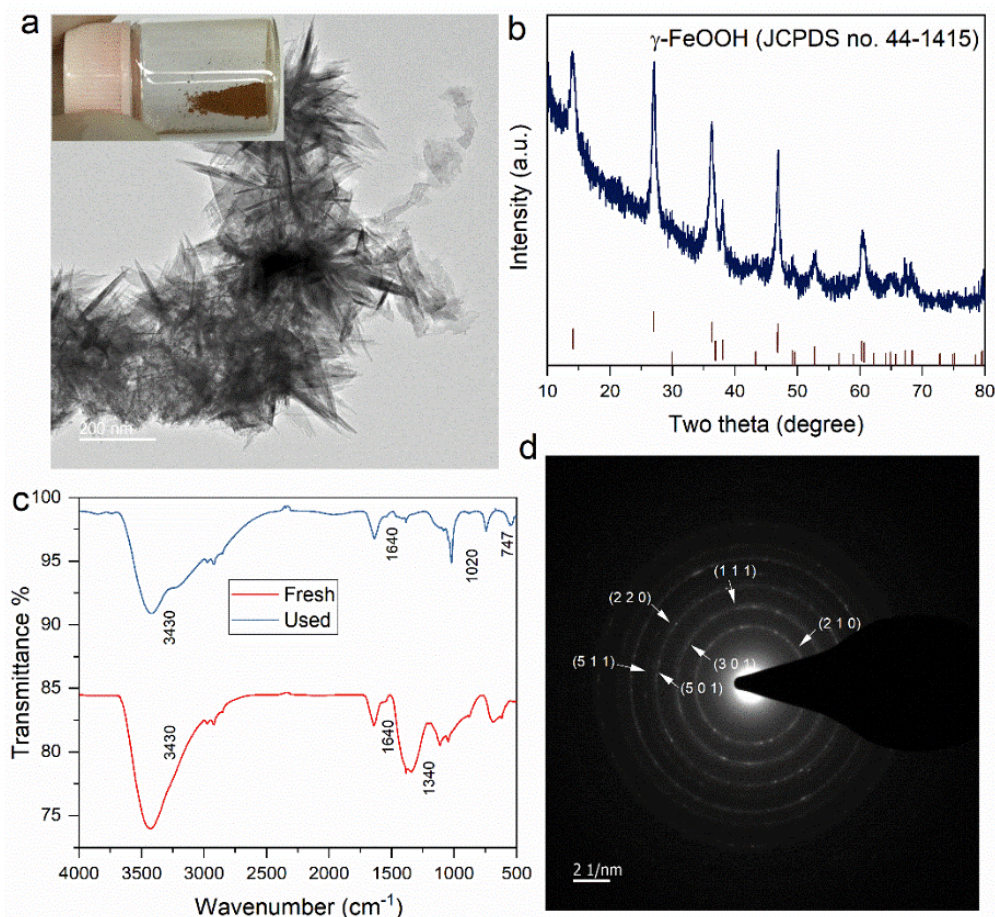 a
200 nm
b
γ-FeOOH (JCPDS no. 44-1415)
Intensity (a.u.)
10 20 30 40 50 60 70 80
Two theta (degree)
c
100
95
90
85
80
75
Transmittance %
3430
1640
1020
747
Fresh
Used
3430
1640
1340
4000 3500 3000 2500 2000 1500 1000 500
Wavenumber (cm⁻¹)
d
(1 1 1)
(2 2 0)
(2 1 0)
(5 1 1)
(3 0 1)
(5 0 1)
2 1/nm